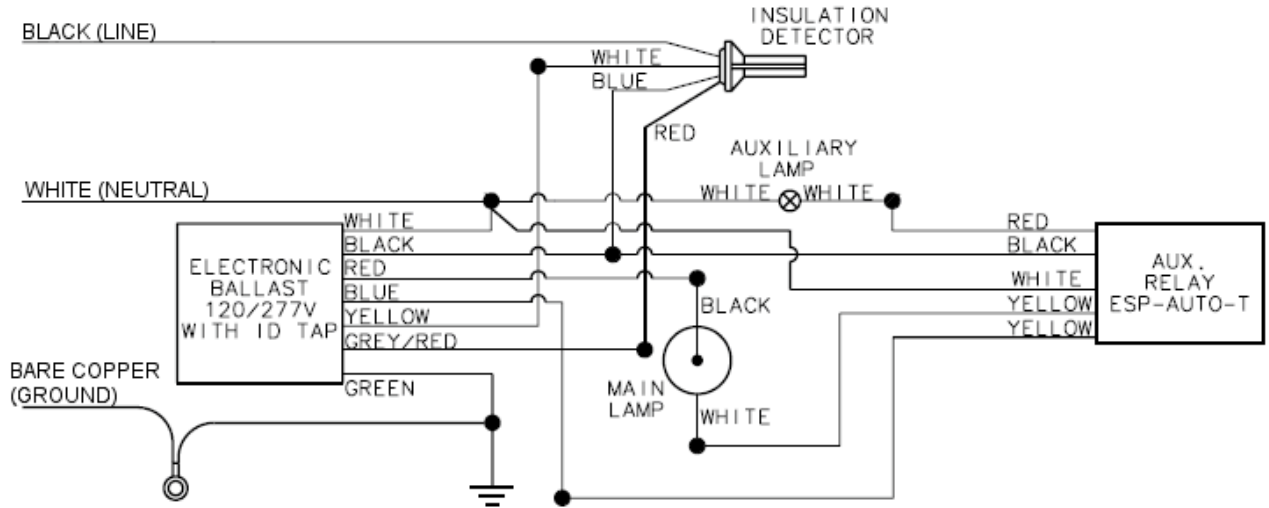 BLACK (LINE)
INSULATION
DETECTOR
WHITE
BLUE
RED
AUXILIARY
LAMP
WHITE (NEUTRAL)
WHITE
WHITE
WHITE
BLACK
RED
BLUE
YELLOW
GREY/RED
GREEN
ELECTRONIC
BALLAST
120/277V
WITH ID TAP
RED
BLACK
WHITE
YELLOW
YELLOW
AUX.
RELAY
ESP-AUTO-T
BLACK
MAIN
LAMP
WHITE
BARE COPPER
(GROUND)